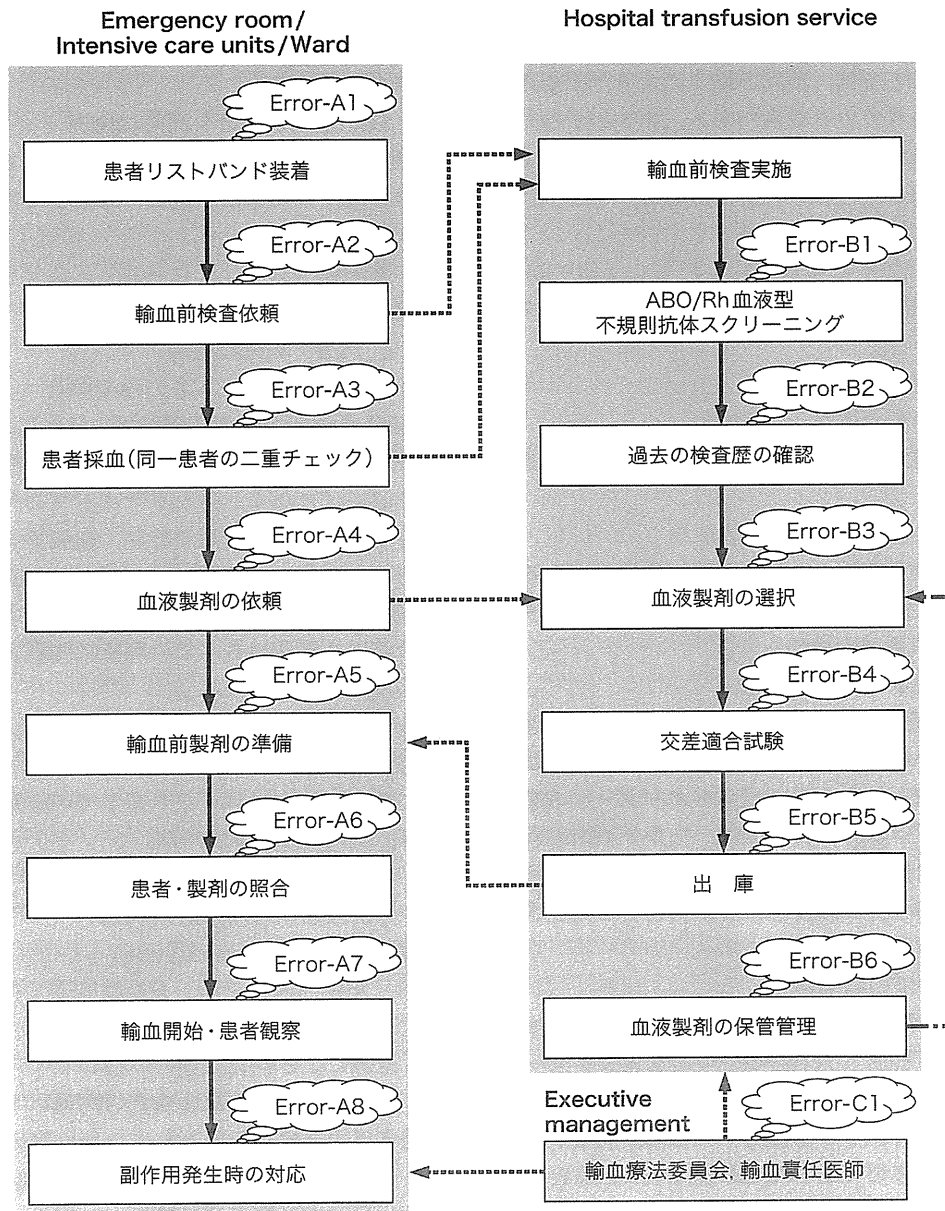 Emergency room/
Intensive care units/Ward
Error-A1
患者リストバンド装着
Error-A2
輸血前検査依頼
Error-A3
患者採血(同一患者の二重チェック)
Error-A4
血液製剤の依頼
Error-A5
輸血前製剤の準備
Error-A6
患者・製剤の照合
Error-A7
輸血開始・患者観察
Error-A8
副作用発生時の対応
Hospital transfusion service
輸血前検査実施
Error-B1
ABO/Rh血液型
不規則抗体スクリーニング
Error-B2
過去の検査歴の確認
Error-B3
血液製剤の選択
Error-B4
交差適合試験
Error-B5
出 庫
Error-B6
血液製剤の保管管理
Executive
management
Error-C1
輸血療法委員会, 輸血責任医師